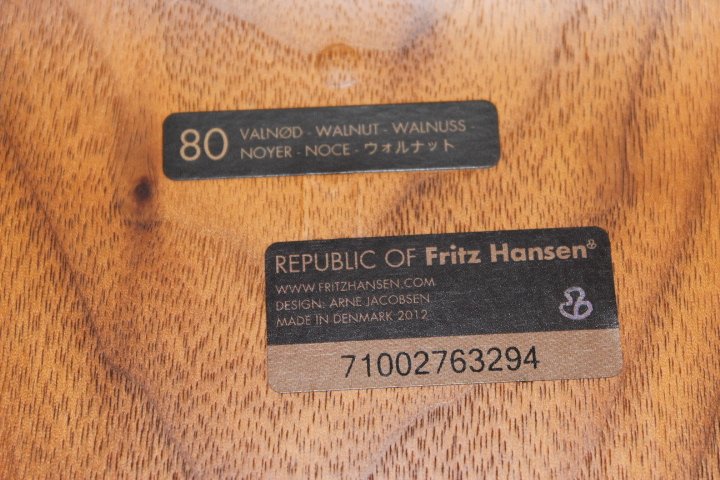 80
VALNØD - WALNUT - WALNUSS -
NOYER - NOCE - ウォルナット
REPUBLIC OF Fritz Hansen®
WWW.FRITZHANSEN.COM
DESIGN: ARNE JACOBSEN
MADE IN DENMARK 2012
71002763294